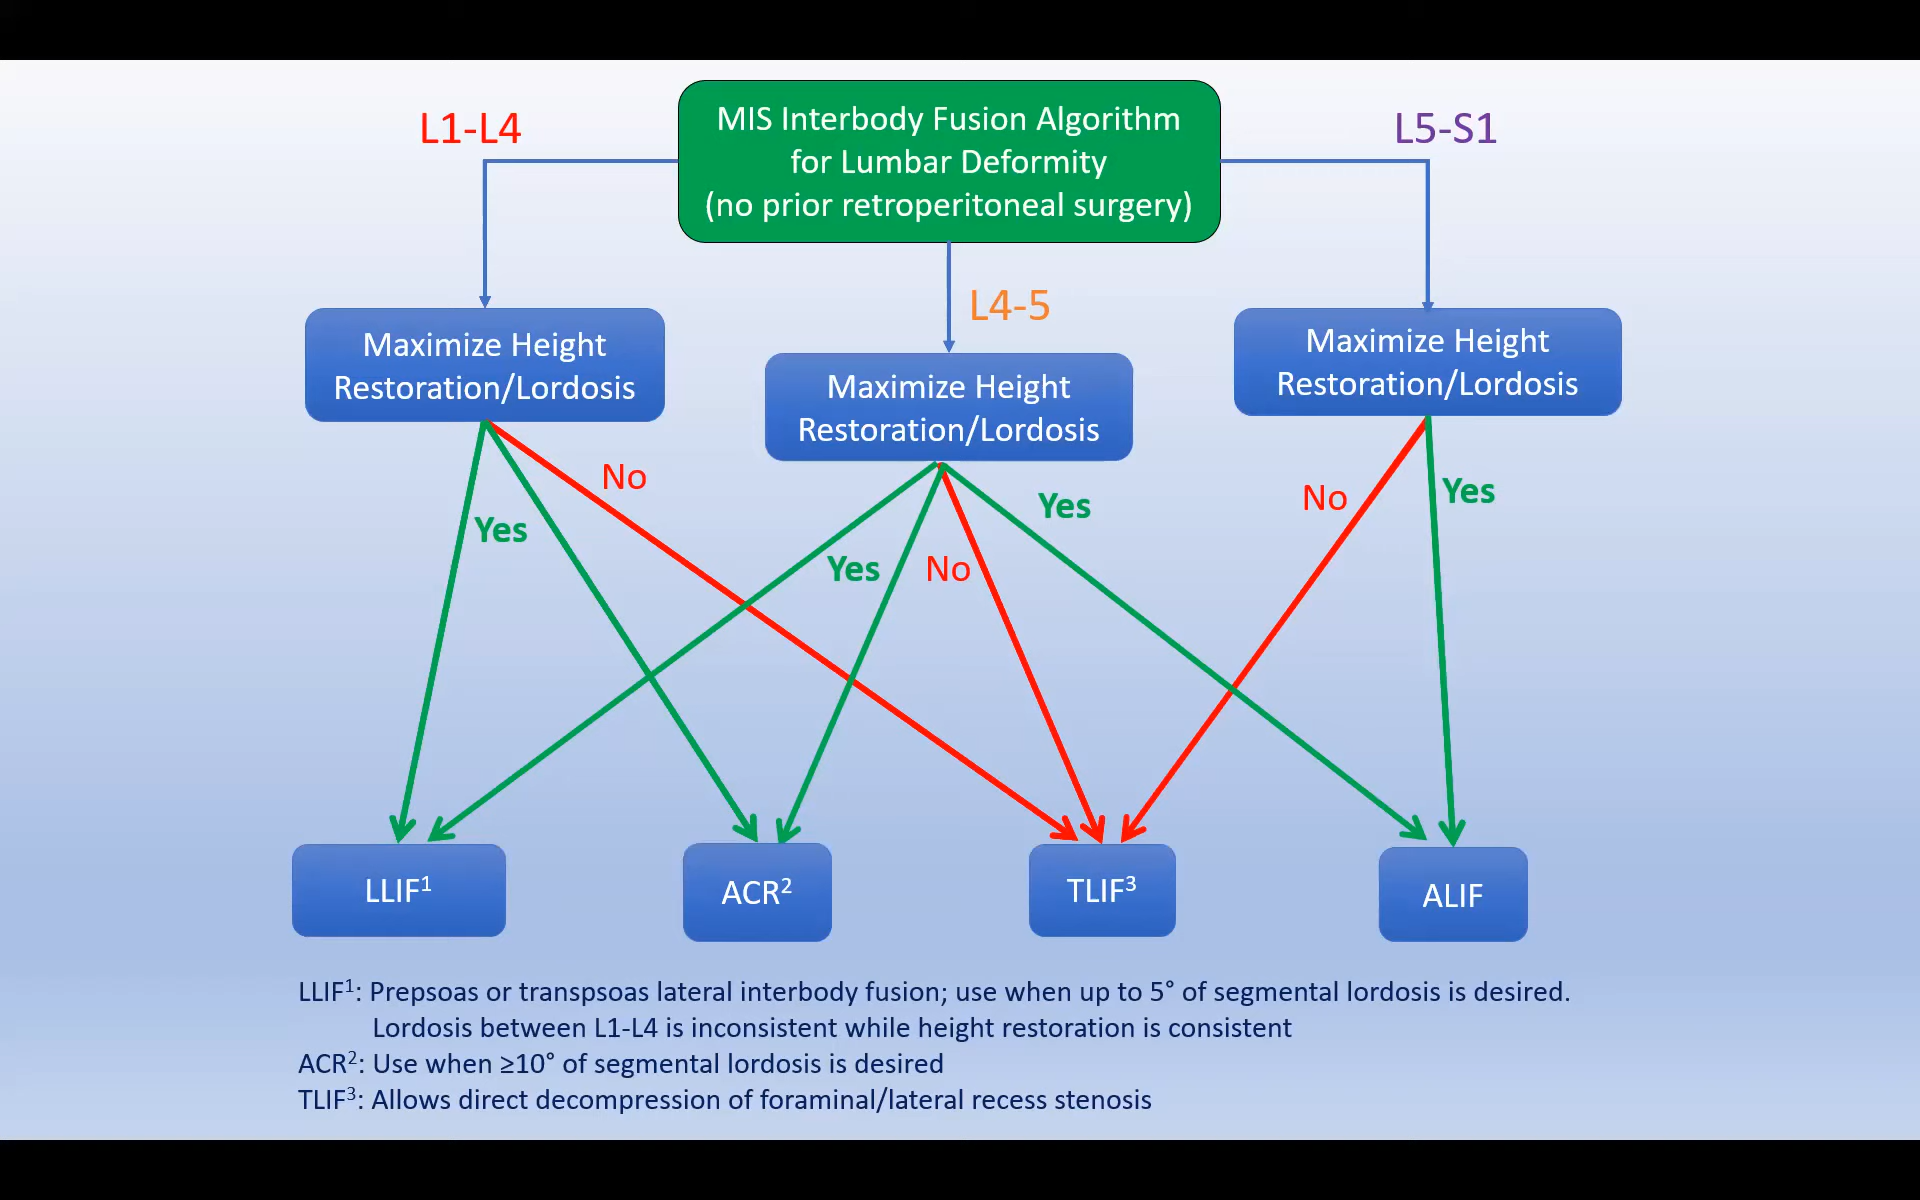 MIS Interbody Fusion Algorithm
for Lumbar Deformity
(no prior retroperitoneal surgery)
L1-L4
L5-S1
L4-5
Maximize Height
Restoration/Lordosis
Maximize Height
Restoration/Lordosis
Maximize Height
Restoration/Lordosis
No
Yes
Yes
No
Yes
No
Yes
LLIF¹
ACR²
TLIF³
ALIF
LLIF¹: Prepsoas or transpsoas lateral interbody fusion; use when up to 5° of segmental lordosis is desired.
Lordosis between L1-L4 is inconsistent while height restoration is consistent
ACR²: Use when ≥10° of segmental lordosis is desired
TLIF³: Allows direct decompression of foraminal/lateral recess stenosis